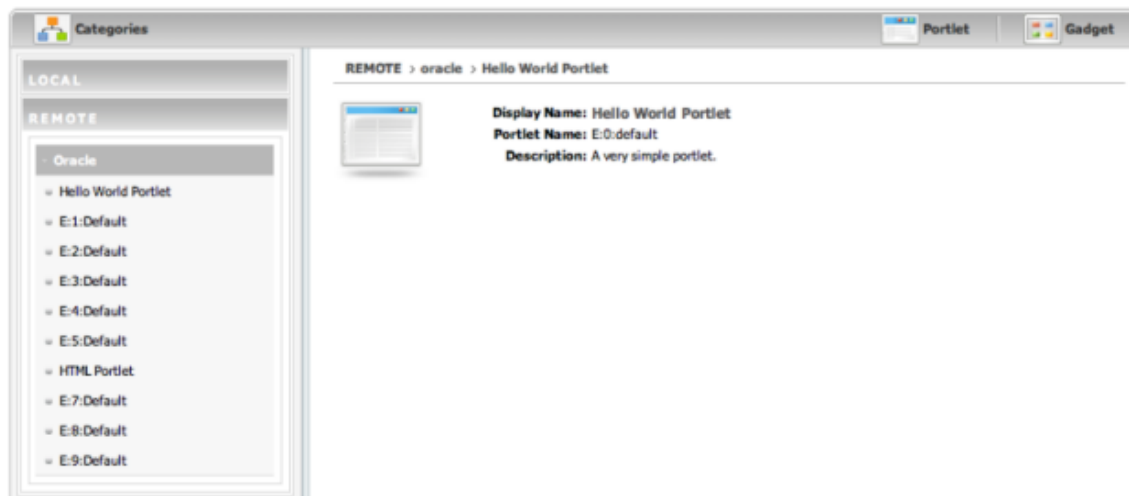 Categories
Portlet
Gadget
LOCAL
REMOTE
- Oracle
Hello World Portlet
E:1:Default
E:2:Default
E:3:Default
E:4:Default
E:5:Default
HTML Portlet
E:7:Default
E:8:Default
E:9:Default
REMOTE > oracle > Hello World Portlet
Display Name: Hello World Portlet
Portlet Name: E:0:default
Description: A very simple portlet.